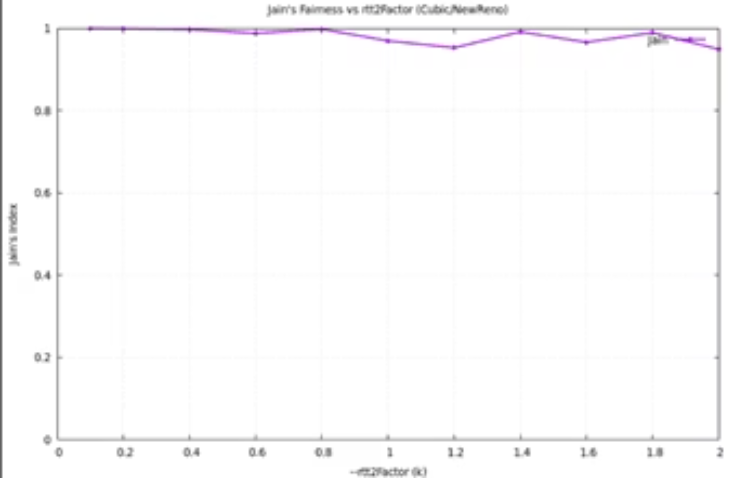 Jain's Fairness vs rtt2Factor (Cubic/NewReno)
1
Jain
0.8
0.6
Jain's Index
0.4
0.2
0
0 0.2 0.4 0.6 0.8 1 1.2 1.4 1.6 1.8 2
--rtt2Factor (k)